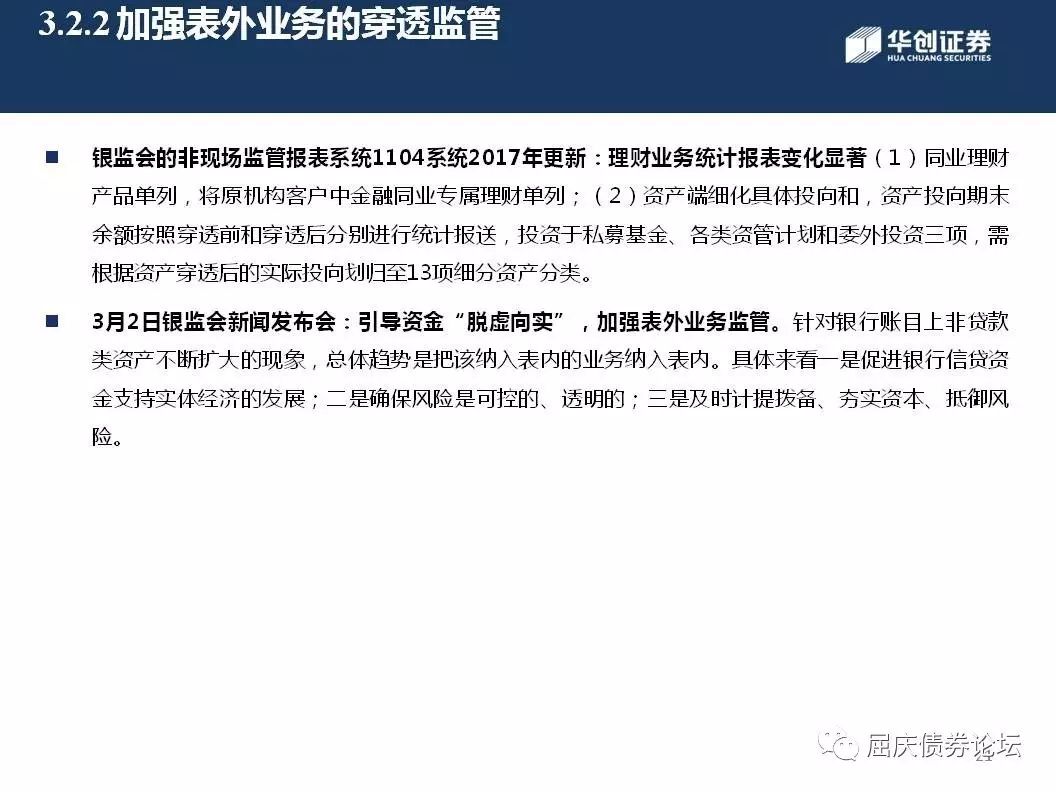 3.2.2 加强表外业务的穿透监管
华创证券
HUA CHUANG SECURITIES
■ 银监会的非现场监管报表系统1104系统2017年更新：理财业务统计报表变化显著（1）同业理财
产品单列，将原机构客户中金融同业专属理财单列；（2）资产端细化具体投向和，资产投向期末
余额按照穿透前和穿透后分别进行统计报送，投资于私募基金、各类资管计划和委外投资三项，需
根据资产穿透后的实际投向划归至13项细分资产分类。
■ 3月2日银监会新闻发布会：引导资金“脱虚向实”，加强表外业务监管。针对银行账目上非贷款
类资产不断扩大的现象，总体趋势是把该纳入表内的业务纳入表内。具体来看一是促进银行信贷资
金支持实体经济的发展；二是确保风险是可控的、透明的；三是及时计提拨备、夯实资本、抵御风
险。
屈庆债券论坛